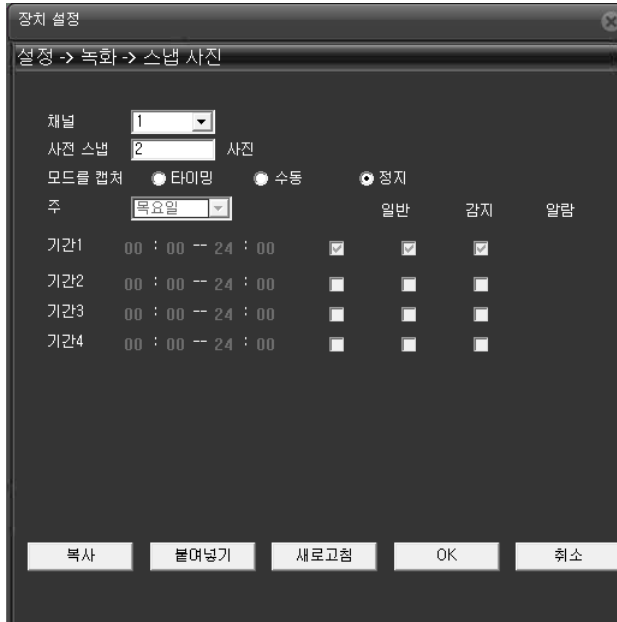 장치 설정
설정 -> 녹화 -> 스냅 사진
채널 1
사전 스냅 2 사진
모드를 캡처 타이밍 수동 정지
주 목요일 일반 감지 알람
기간1 00 : 00 -- 24 : 00
기간2 00 : 00 -- 24 : 00
기간3 00 : 00 -- 24 : 00
기간4 00 : 00 -- 24 : 00
복사 붙여넣기 새로고침 OK 취소